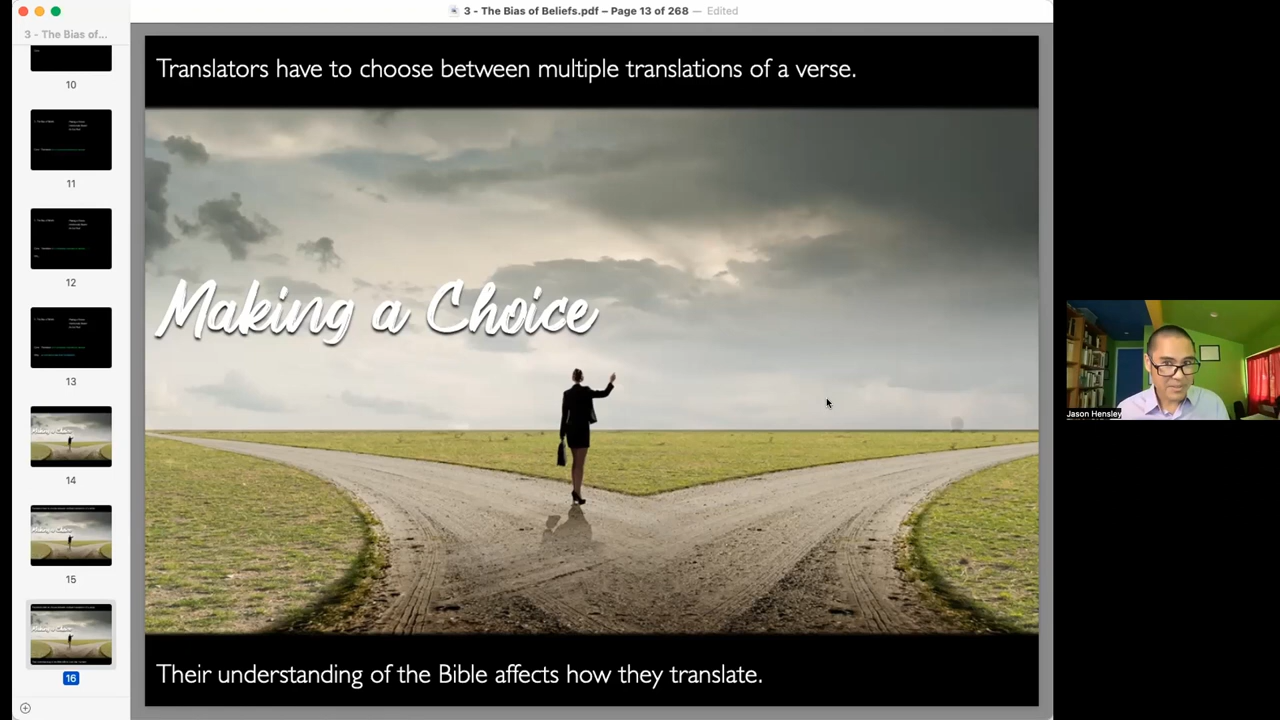 3 - The Bias of Beliefs.pdf – Page 13 of 268 — Edited
3 - The Bias of...
10
11
12
13
14
15
16
Translators have to choose between multiple translations of a verse.
Making a Choice
Their understanding of the Bible affects how they translate.
Jason Hensley